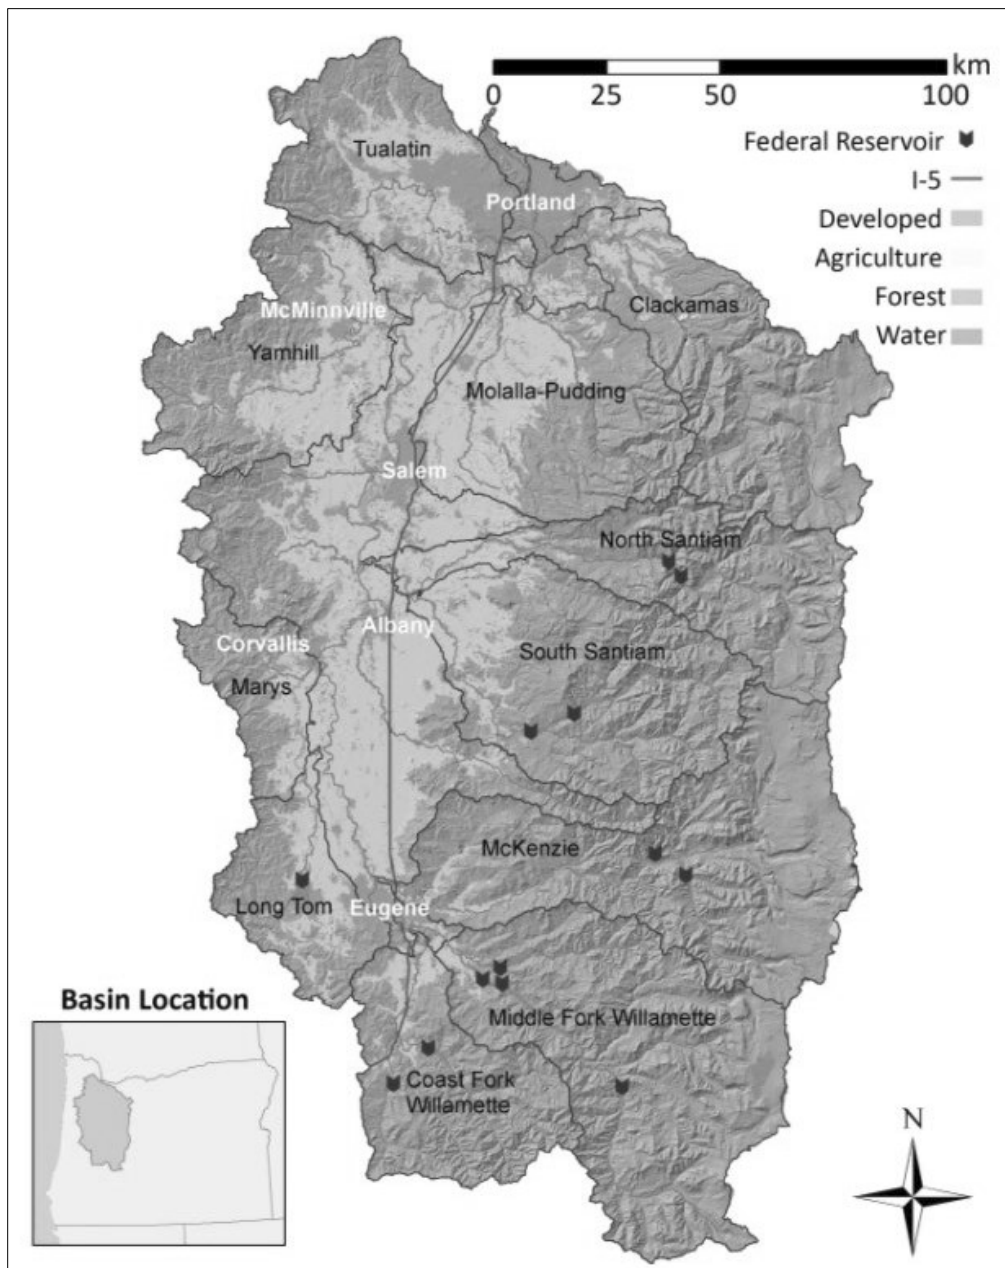 km
0 25 50 100
Federal Reservoir
I-5
Developed
Agriculture
Forest
Water
Tualatin
Portland
Clackamas
McMinnville
Yamhill
Molalla-Pudding
Salem
North Santiam
Albany
Corvallis
South Santiam
Marys
McKenzie
Long Tom
Eugene
Middle Fork Willamette
Coast Fork
Willamette
Basin Location
N